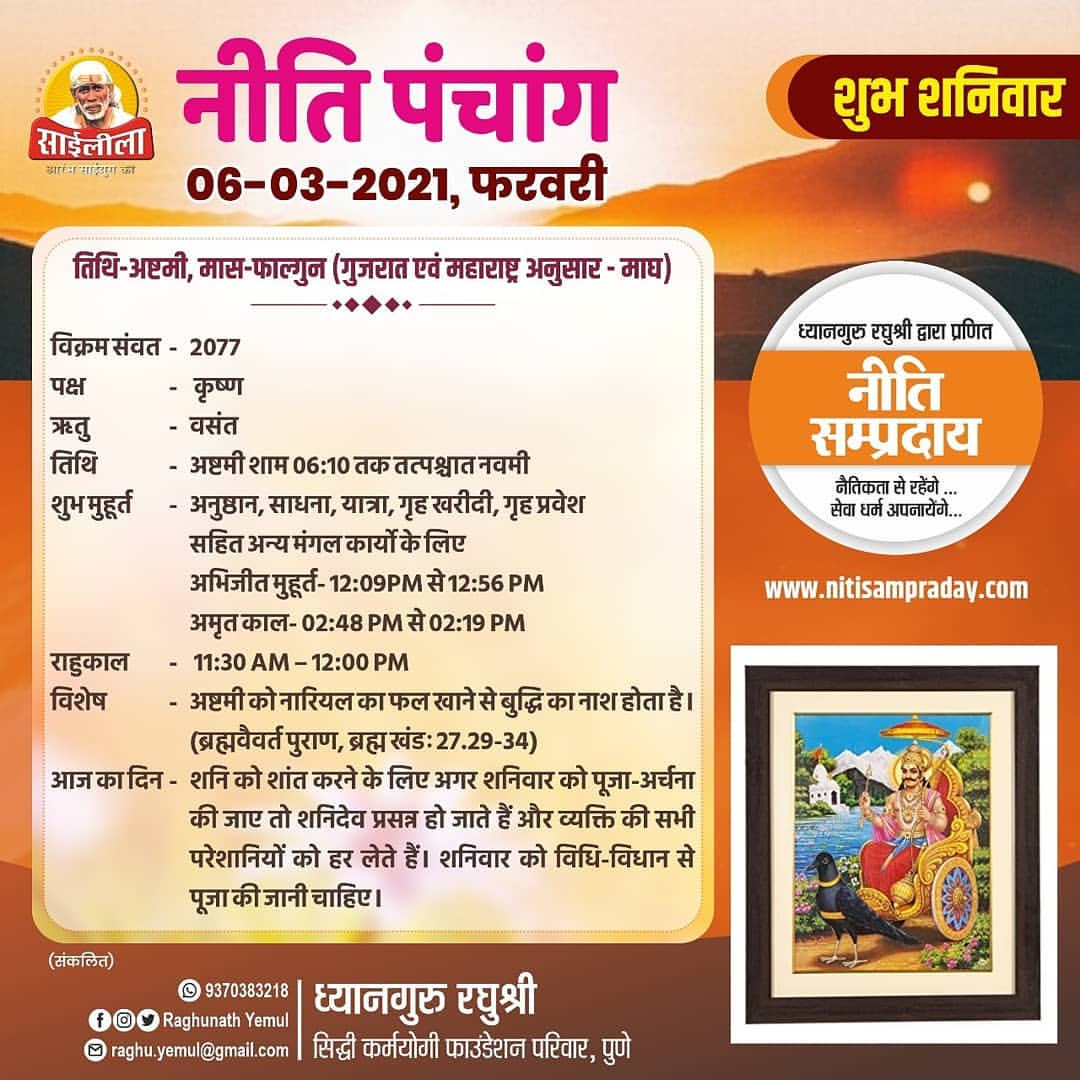 साईलीला
आरंभ साईयुग का
नीति पंचांग
06-03-2021, फरवरी
शुभ शनिवार
तिथि-अष्टमी, मास-फाल्गुन (गुजरात एवं महाराष्ट्र अनुसार - माघ)
विक्रम संवत - 2077
पक्ष - कृष्ण
ऋतु - वसंत
तिथि - अष्टमी शाम 06:10 तक तत्पश्चात नवमी
शुभ मुहूर्त - अनुष्ठान, साधना, यात्रा, गृह खरीदी, गृह प्रवेश
सहित अन्य मंगल कार्यो के लिए
अभिजीत मुहूर्त- 12:09PM से 12:56 PM
अमृत काल- 02:48 PM से 02:19 PM
राहुकाल - 11:30 AM – 12:00 PM
विशेष - अष्टमी को नारियल का फल खाने से बुद्धि का नाश होता है।
(ब्रह्मवैवर्त पुराण, ब्रह्म खंडः 27.29-34)
आज का दिन - शनि को शांत करने के लिए अगर शनिवार को पूजा-अर्चना
की जाए तो शनिदेव प्रसन्न हो जाते हैं और व्यक्ति की सभी
परेशानियों को हर लेते हैं। शनिवार को विधि-विधान से
पूजा की जानी चाहिए।
ध्यानगुरु रघुश्री द्वारा प्रणित
नीति
सम्प्रदाय
नैतिकता से रहेंगे ...
सेवा धर्म अपनायेंगे...
www.nitisampraday.com
(संकलित)
9370383218
Raghunath Yemul
raghu.yemul@gmail.com
ध्यानगुरु रघुश्री
सिद्धी कर्मयोगी फाउंडेशन परिवार, पुणे